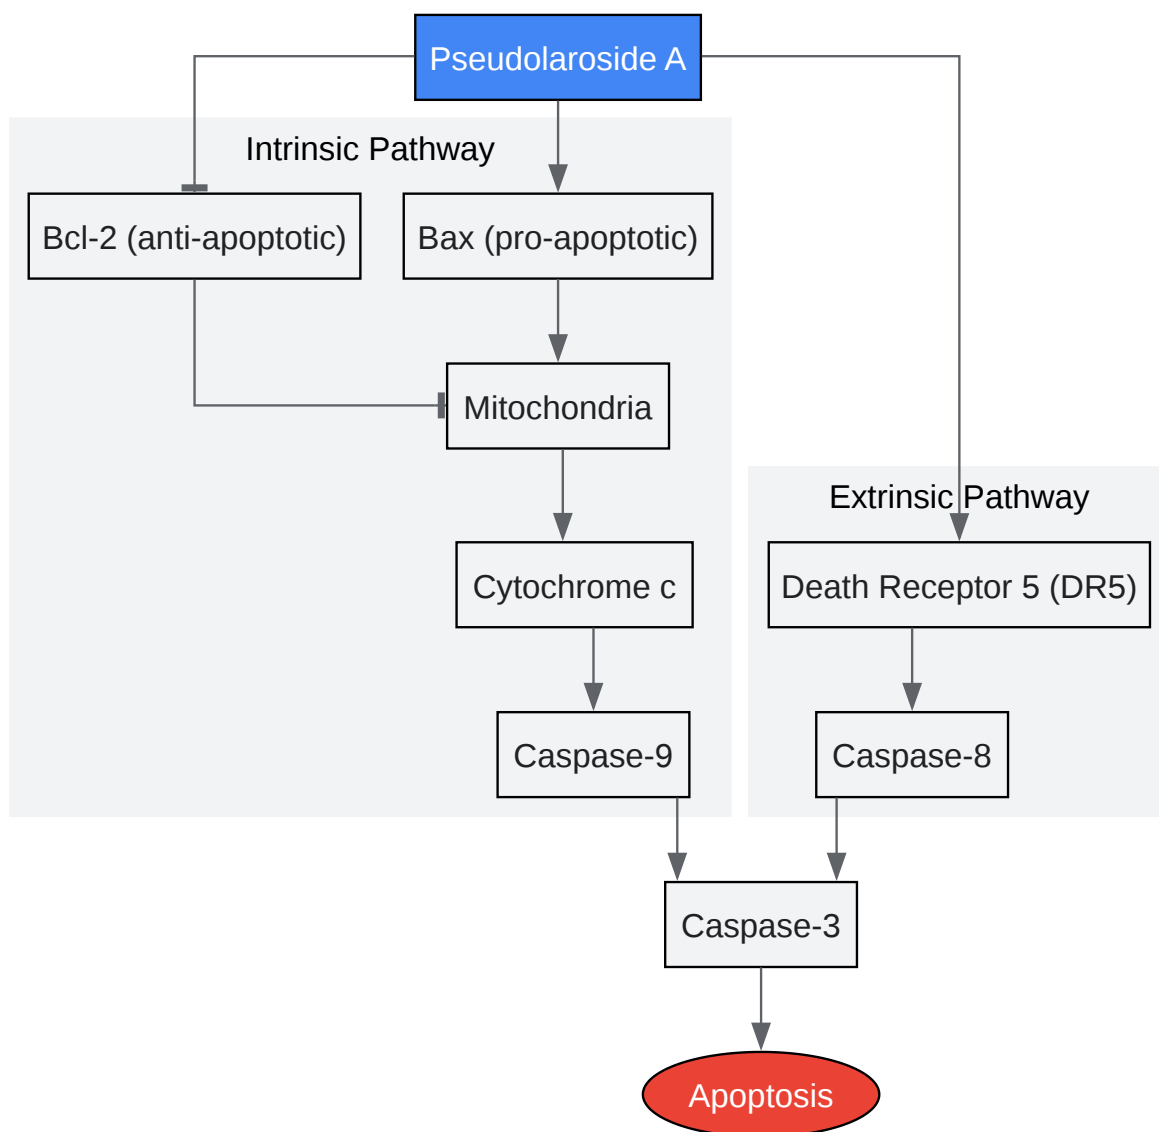 Pseudolaroside A
Intrinsic Pathway
Bcl-2 (anti-apoptotic)
Bax (pro-apoptotic)
Mitochondria
Extrinsic Pathway
Cytochrome c
Death Receptor 5 (DR5)
Caspase-9
Caspase-8
Caspase-3
Apoptosis